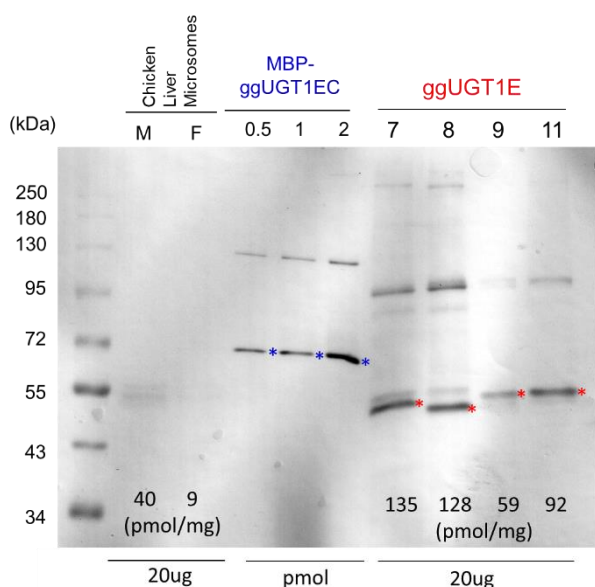 Chicken
Liver
Microsomes
MBP-
ggUGT1EC
ggUGT1E
(kDa) M F 0.5 1 2 7 8 9 11
250
180
130
95
72
* * * 
55
* * * *
43
40 9 135 128 59 92
(pmol/mg) (pmol/mg)
34
20ug pmol 20ug